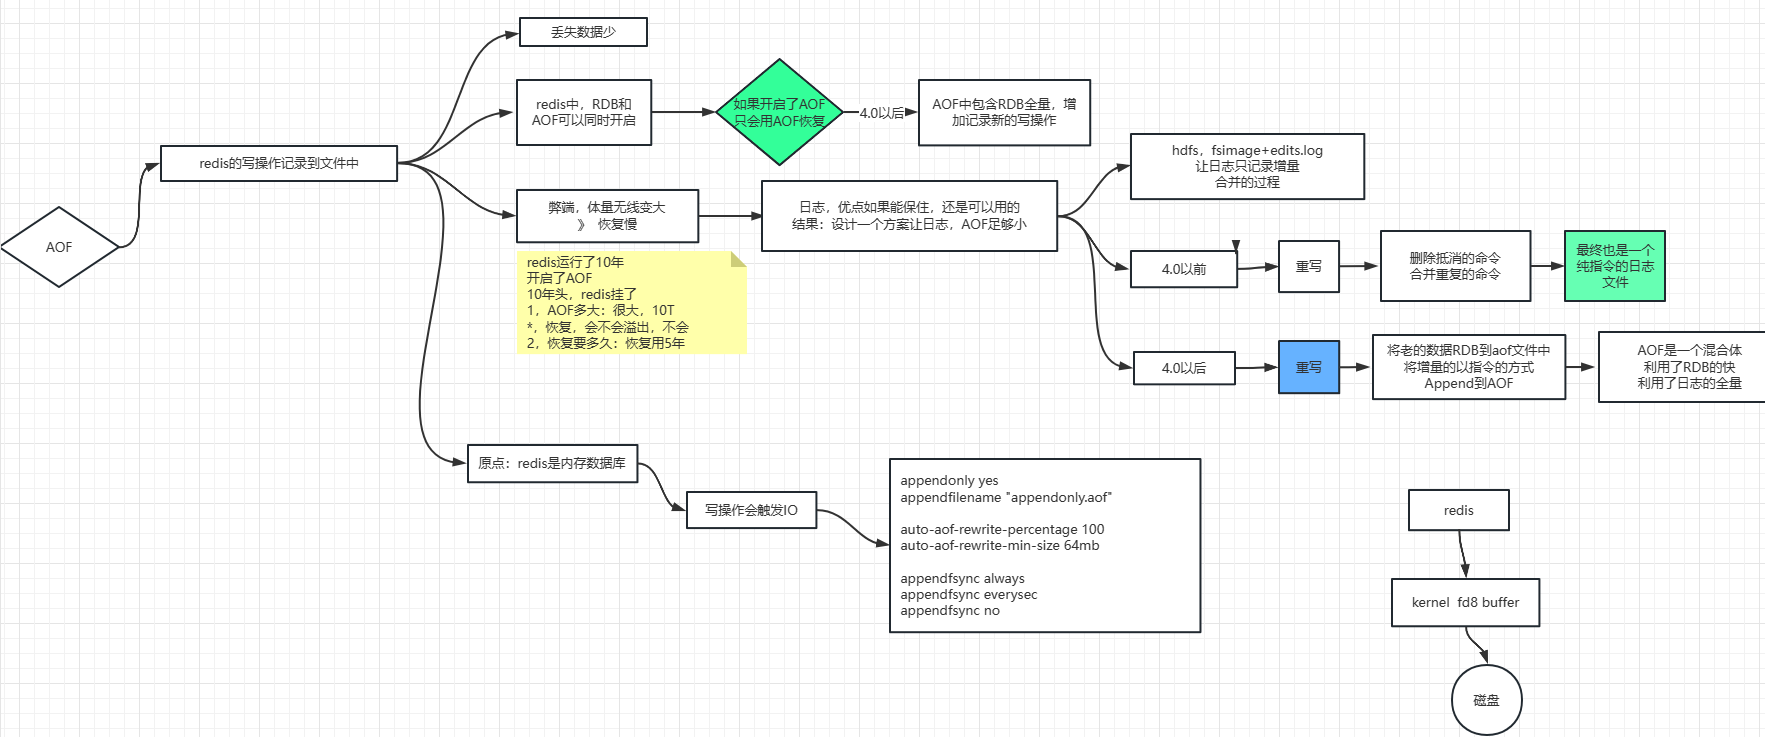 丢失数据少
redis中，RDB和
AOF可以同时开启
如果开启了AOF
只会用AOF恢复
4.0以后
AOF中包含RDB全量，增
加记录新的写操作
redis的写操作记录到文件中
AOF
弊端，体量无线变大
》 恢复慢
日志，优点如果能保住，还是可以用的
结果：设计一个方案让日志，AOF足够小
hdfs，fsimage+edits.log
让日志只记录增量
合并的过程
4.0以前
重写
删除抵消的命令
合并重复的命令
最终也是一个
纯指令的日志
文件
redis运行了10年
开启了AOF
10年头，redis挂了
1，AOF多大：很大，10T
*，恢复，会不会溢出，不会
2，恢复要多久：恢复用5年
4.0以后
重写
将老的数据RDB到aof文件中
将增量的以指令的方式
Append到AOF
AOF是一个混合体
利用了RDB的快
利用了日志的全量
原点：redis是内存数据库
写操作会触发IO
appendonly yes
appendfilename "appendonly.aof"
auto-aof-rewrite-percentage 100
auto-aof-rewrite-min-size 64mb
appendfsync always
appendfsync everysec
appendfsync no
redis
kernel fd8 buffer
磁盘